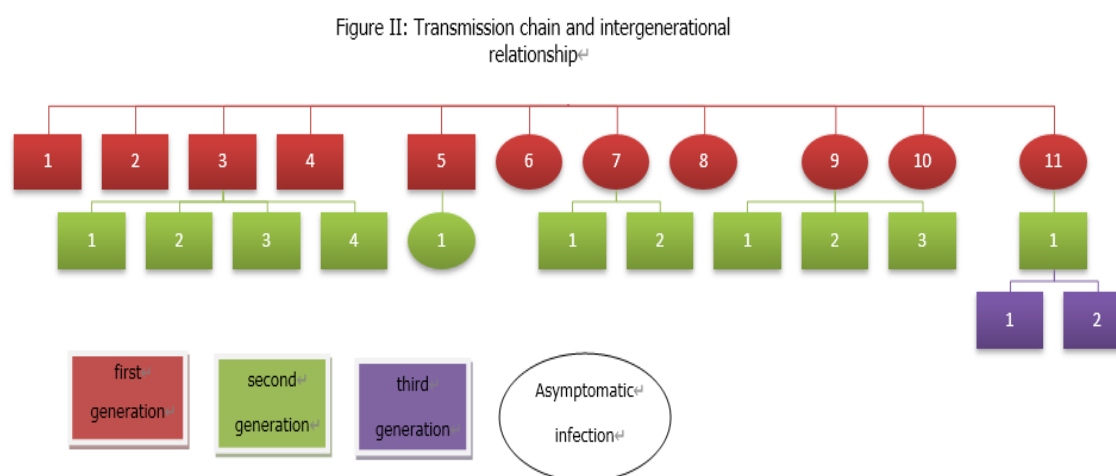 Figure II: Transmission chain and intergenerational
relationship↵
1 2 3 4 5 6 7 8 9 10 11
1 2 3 4 1 1 2 1 2 3 1
1 2
first↵
generation↵
second↵
generation↵
third↵
generation↵
Asymptomatic↵
infection↵